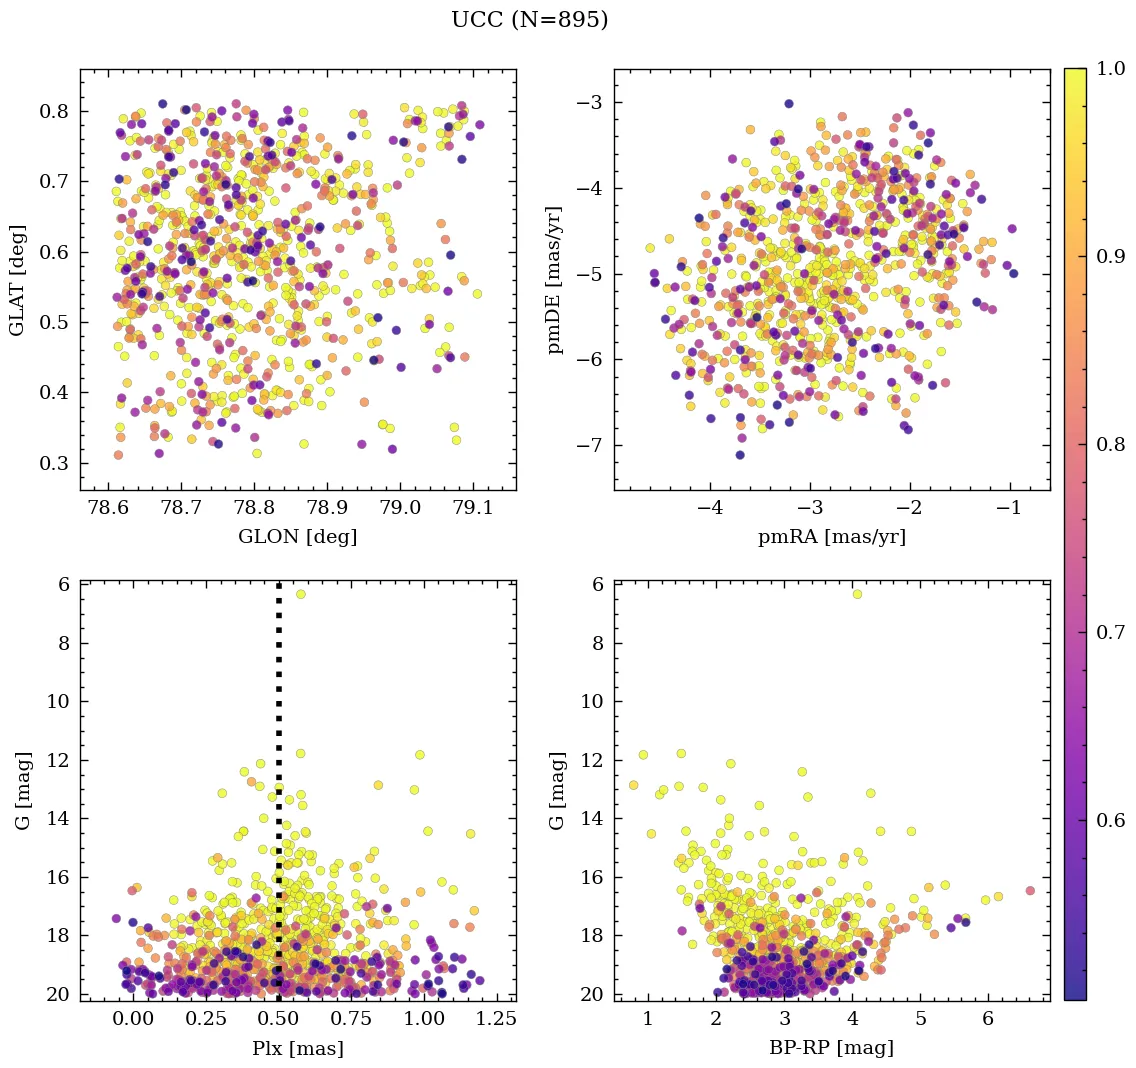 UCC (N=895)
0.8
0.7
0.6
0.5
0.4
0.3
GLAT [deg]
78.6 78.7 78.8 78.9 79.0 79.1
GLON [deg]
−3
−4
−5
−6
−7
pmDE [mas/yr]
−4 −3 −2 −1
pmRA [mas/yr]
1.0
0.9
0.8
0.7
0.6
6
8
10
12
14
16
18
20
G [mag]
0.00 0.25 0.50 0.75 1.00 1.25
Plx [mas]
6
8
10
12
14
16
18
20
G [mag]
1 2 3 4 5 6
BP-RP [mag]